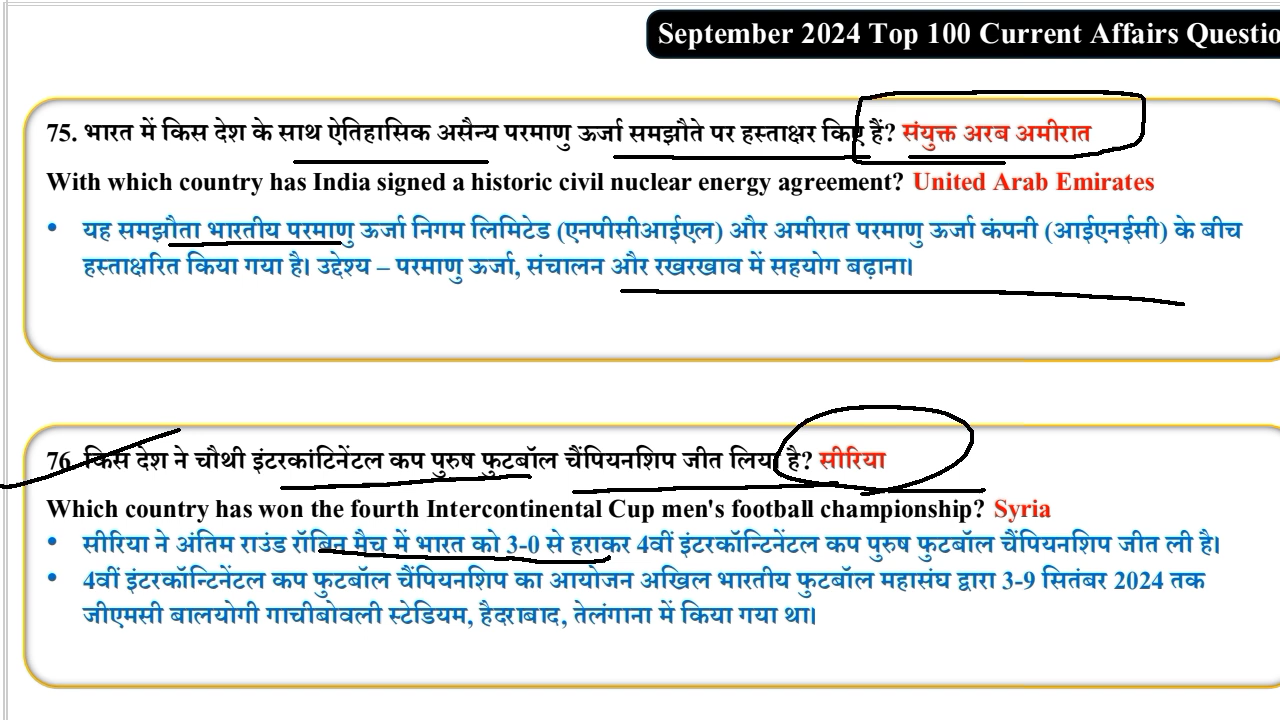 September 2024 Top 100 Current Affairs Questio
75. भारत में किस देश के साथ ऐतिहासिक असैन्य परमाणु ऊर्जा समझौते पर हस्ताक्षर किए हैं? संयुक्त अरब अमीरात
With which country has India signed a historic civil nuclear energy agreement? United Arab Emirates
• यह समझौता भारतीय परमाणु ऊर्जा निगम लिमिटेड (एनपीसीआईएल) और अमीरात परमाणु ऊर्जा कंपनी (आईएनईसी) के बीच
हस्ताक्षरित किया गया है। उद्देश्य – परमाणु ऊर्जा, संचालन और रखरखाव में सहयोग बढ़ाना।
76. किस देश ने चौथी इंटरकांटिनेंटल कप पुरुष फुटबॉल चैंपियनशिप जीत लिया है? सीरिया
Which country has won the fourth Intercontinental Cup men's football championship? Syria
• सीरिया ने अंतिम राउंड रॉबिन मैच में भारत को 3-0 से हराकर 4वीं इंटरकॉन्टिनेंटल कप पुरुष फुटबॉल चैंपियनशिप जीत ली है।
• 4वीं इंटरकॉन्टिनेंटल कप फुटबॉल चैंपियनशिप का आयोजन अखिल भारतीय फुटबॉल महासंघ द्वारा 3-9 सितंबर 2024 तक
जीएमसी बालयोगी गाचीबोवली स्टेडियम, हैदराबाद, तेलंगाना में किया गया था।